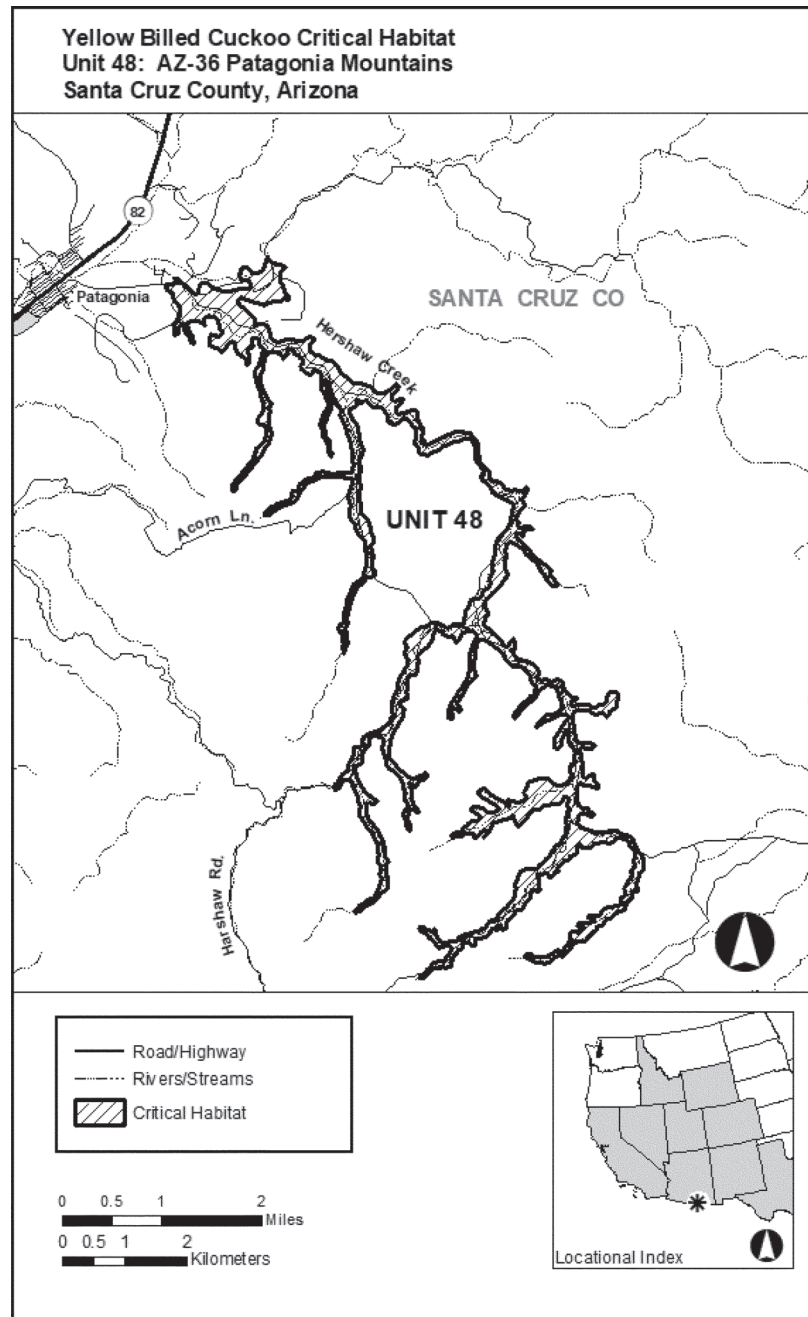 Yellow Billed Cuckoo Critical Habitat
Unit 48: AZ-36 Patagonia Mountains
Santa Cruz County, Arizona
82
Patagonia
SANTA CRUZ CO
Hershaw Creek
Acorn Ln.
UNIT 48
Harshaw Rd.
Road/Highway
Rivers/Streams
Critical Habitat
0 0.5 1 2
Miles
0 0.5 1 2
Kilometers
Locational Index